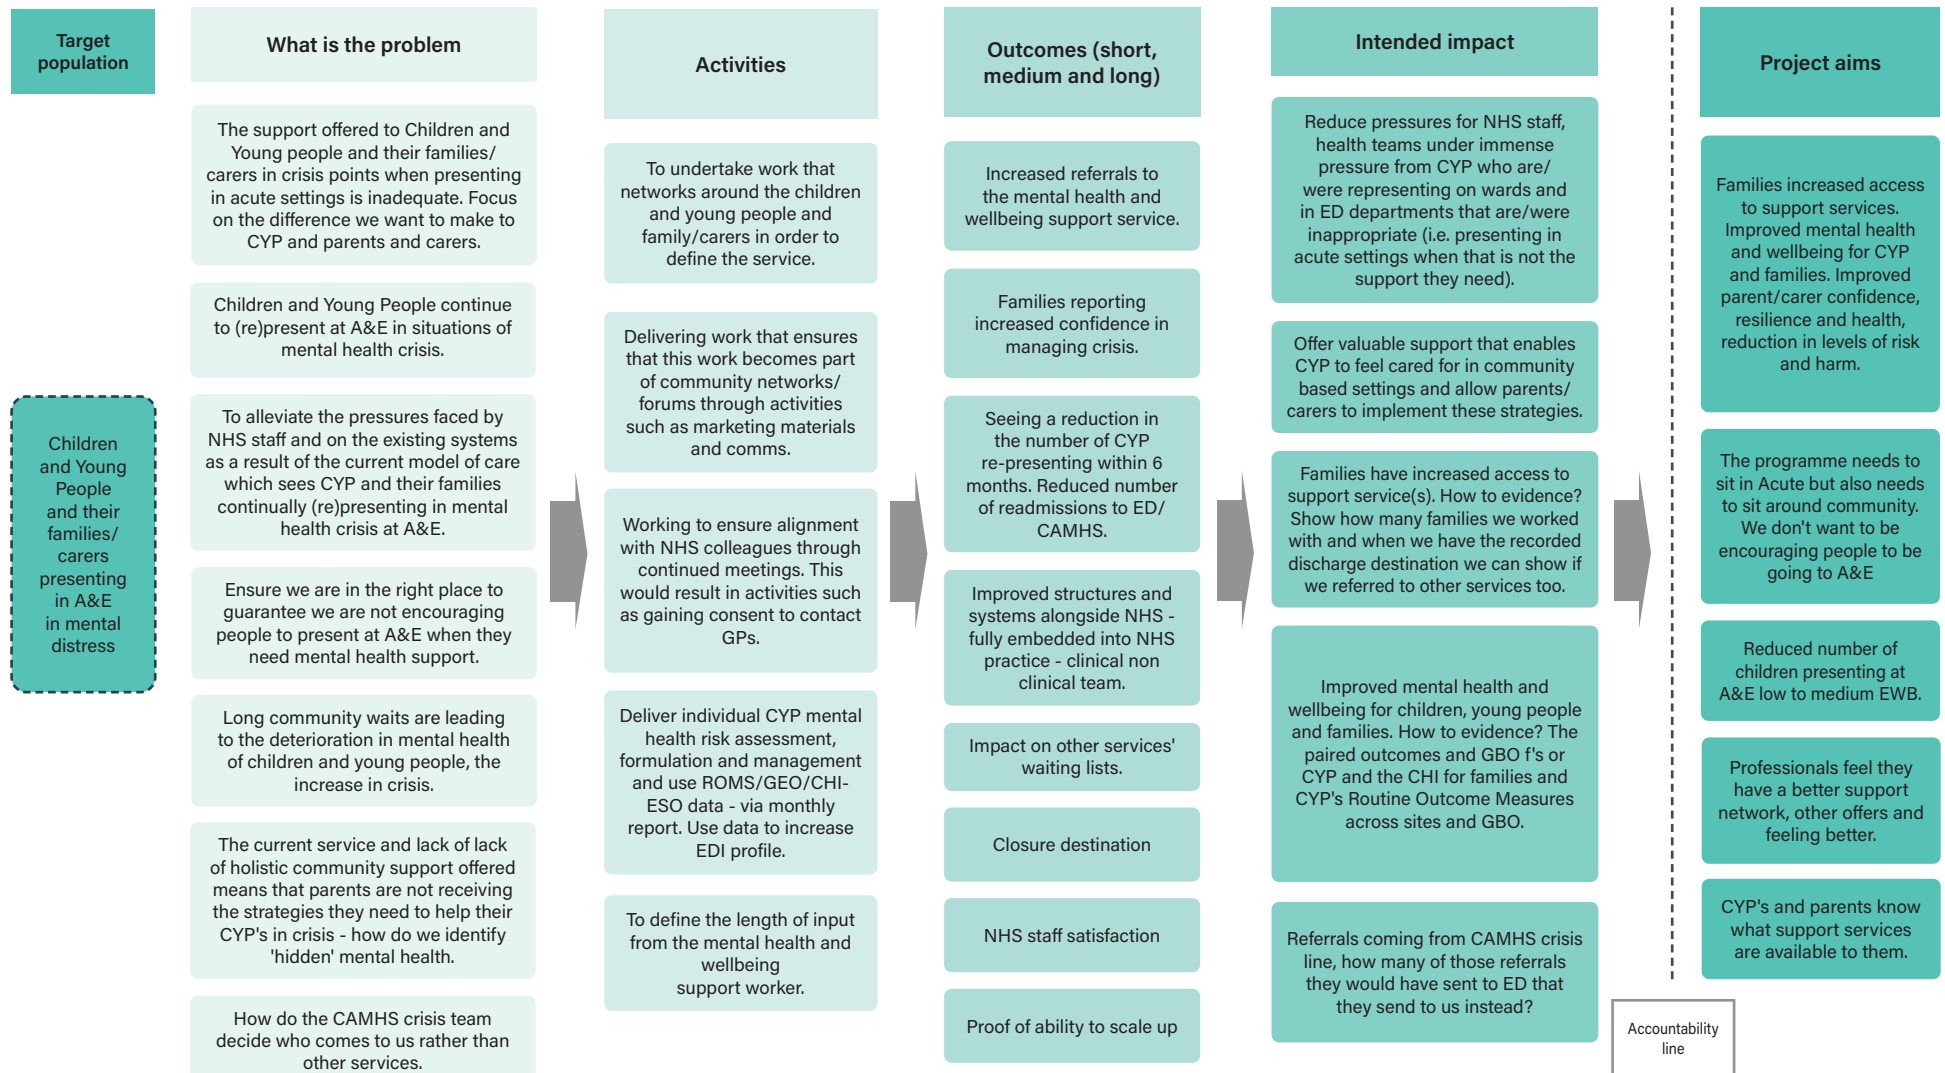 Target
population
Children
and Young
People
and their
families/
carers
presenting
in A&E
in mental
distress
What is the problem
The support offered to Children and
Young people and their families/
carers in crisis points when presenting
in acute settings is inadequate. Focus
on the difference we want to make to
CYP and parents and carers.
Children and Young People continue
to (re)present at A&E in situations of
mental health crisis.
To alleviate the pressures faced by
NHS staff and on the existing systems
as a result of the current model of care
which sees CYP and their families
continually (re)presenting in mental
health crisis at A&E.
Ensure we are in the right place to
guarantee we are not encouraging
people to present at A&E when they
need mental health support.
Long community waits are leading
to the deterioration in mental health
of children and young people, the
increase in crisis.
The current service and lack of lack
of holistic community support offered
means that parents are not receiving
the strategies they need to help their
CYP's in crisis - how do we identify
'hidden' mental health.
How do the CAMHS crisis team
decide who comes to us rather than
other services.
Activities
To undertake work that
networks around the children
and young people and
family/carers in order to
define the service.
Delivering work that ensures
that this work becomes part
of community networks/
forums through activities
such as marketing materials
and comms.
Working to ensure alignment
with NHS colleagues through
continued meetings. This
would result in activities such
as gaining consent to contact
GPs.
Deliver individual CYP mental
health risk assessment,
formulation and management
and use ROMS/GEO/CHI-
ESO data - via monthly
report. Use data to increase
EDI profile.
To define the length of input
from the mental health and
wellbeing
support worker.
Outcomes (short,
medium and long)
Increased referrals to
the mental health and
wellbeing support service.
Families reporting
increased confidence in
managing crisis.
Seeing a reduction in
the number of CYP
re-presenting within 6
months. Reduced number
of readmissions to ED/
CAMHS.
Improved structures and
systems alongside NHS -
fully embedded into NHS
practice - clinical non
clinical team.
Impact on other services'
waiting lists.
Closure destination
NHS staff satisfaction
Proof of ability to scale up
Intended impact
Reduce pressures for NHS staff,
health teams under immense
pressure from CYP who are/
were representing on wards and
in ED departments that are/were
inappropriate (i.e. presenting in
acute settings when that is not the
support they need).
Offer valuable support that enables
CYP to feel cared for in community
based settings and allow parents/
carers to implement these strategies.
Families have increased access to
support service(s). How to evidence?
Show how many families we worked
with and when we have the recorded
discharge destination we can show if
we referred to other services too.
Improved mental health and
wellbeing for children, young people
and families. How to evidence? The
paired outcomes and GBO f's or
CYP and the CHI for families and
CYP's Routine Outcome Measures
across sites and GBO.
Referrals coming from CAMHS crisis
line, how many of those referrals
they would have sent to ED that
they send to us instead?
Accountability
line
Project aims
Families increased access
to support services.
Improved mental health
and wellbeing for CYP
and families. Improved
parent/carer confidence,
resilience and health,
reduction in levels of risk
and harm.
The programme needs to
sit in Acute but also needs
to sit around community.
We don't want to be
encouraging people to be
going to A&E
Reduced number of
children presenting at
A&E low to medium EWB.
Professionals feel they
have a better support
network, other offers and
feeling better.
CYP's and parents know
what support services
are available to them.